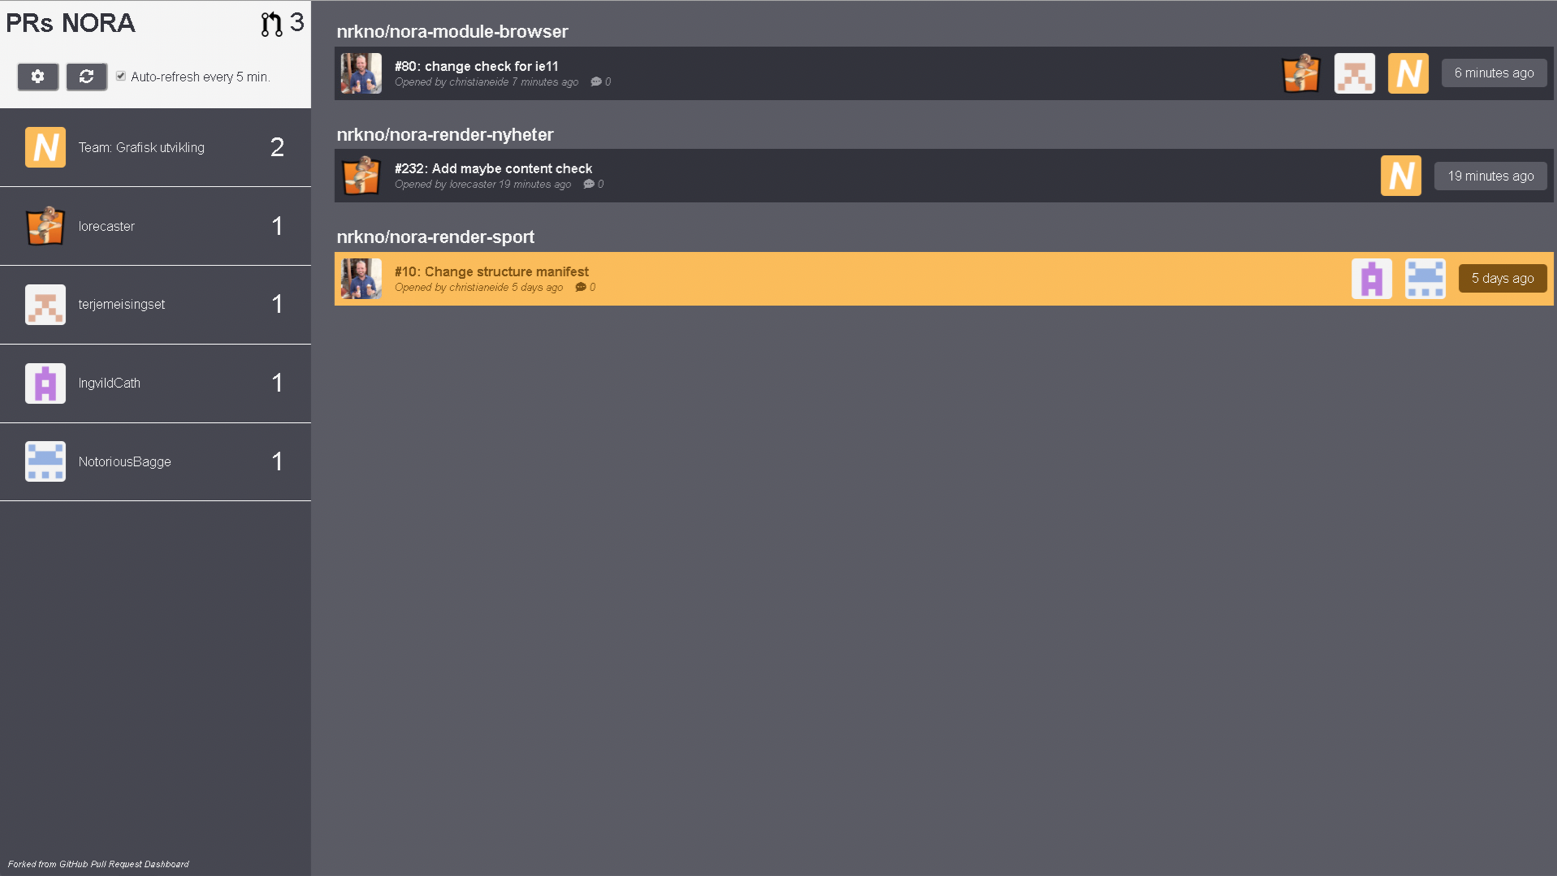 PRs NORA
3
Auto-refresh every 5 min.
N Team: Grafisk utvikling 2
lorecaster 1
terjemeisingset 1
IngvildCath 1
NotoriousBagge 1
Forked from GitHub Pull Request Dashboard
nrkno/nora-module-browser
#80: change check for ie11
Opened by christianeide 7 minutes ago 0
N 6 minutes ago
nrkno/nora-render-nyheter
#232: Add maybe content check
Opened by lorecaster 19 minutes ago 0
N 19 minutes ago
nrkno/nora-render-sport
#10: Change structure manifest
Opened by christianeide 5 days ago 0
5 days ago